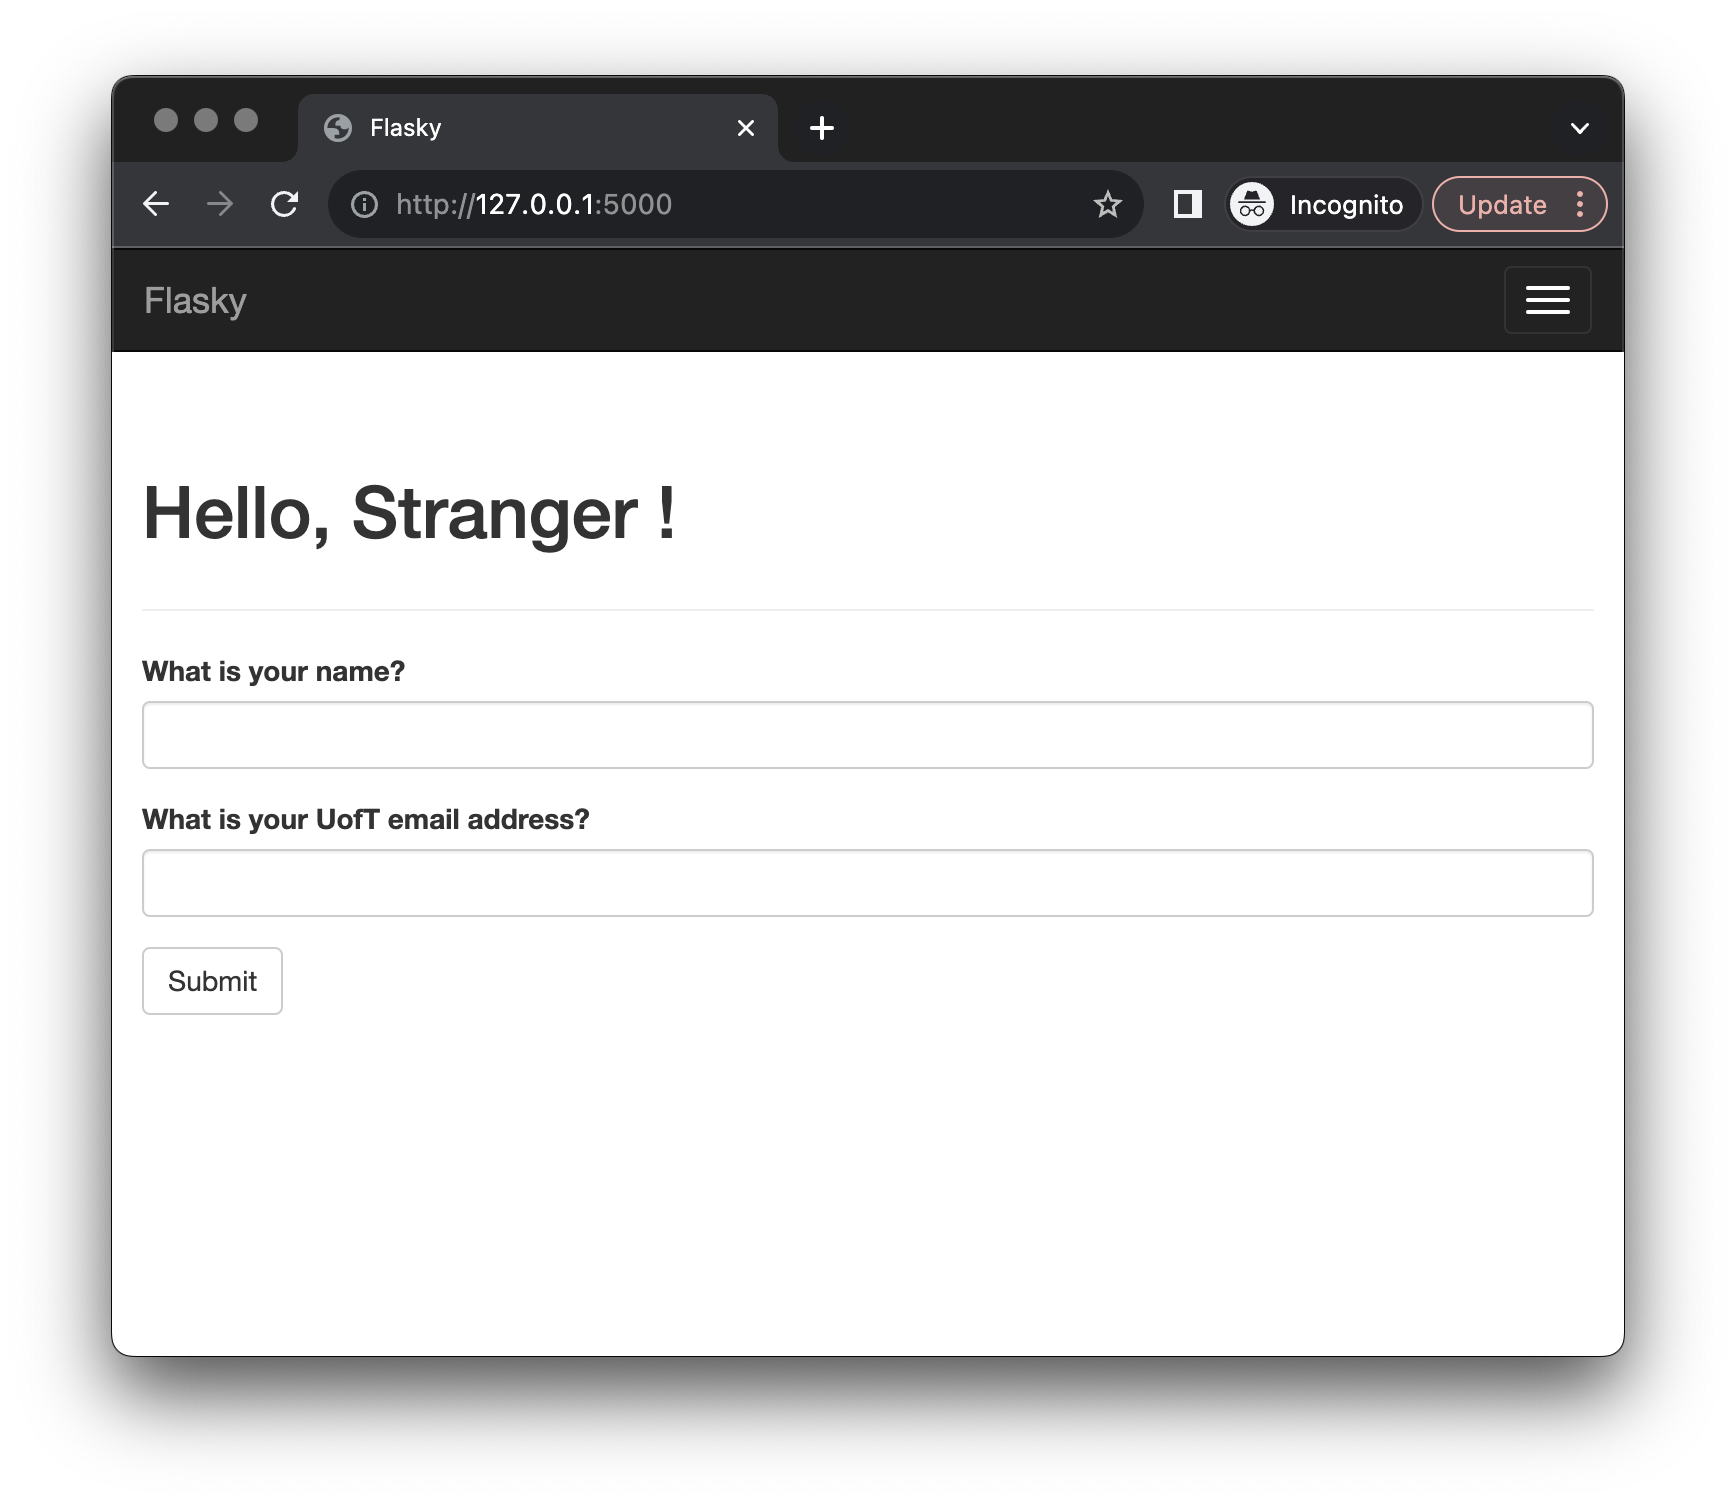 Flasky
http://127.0.0.1:5000
Incognito
Update
Flasky
Hello, Stranger !
What is your name?
What is your UofT email address?
Submit